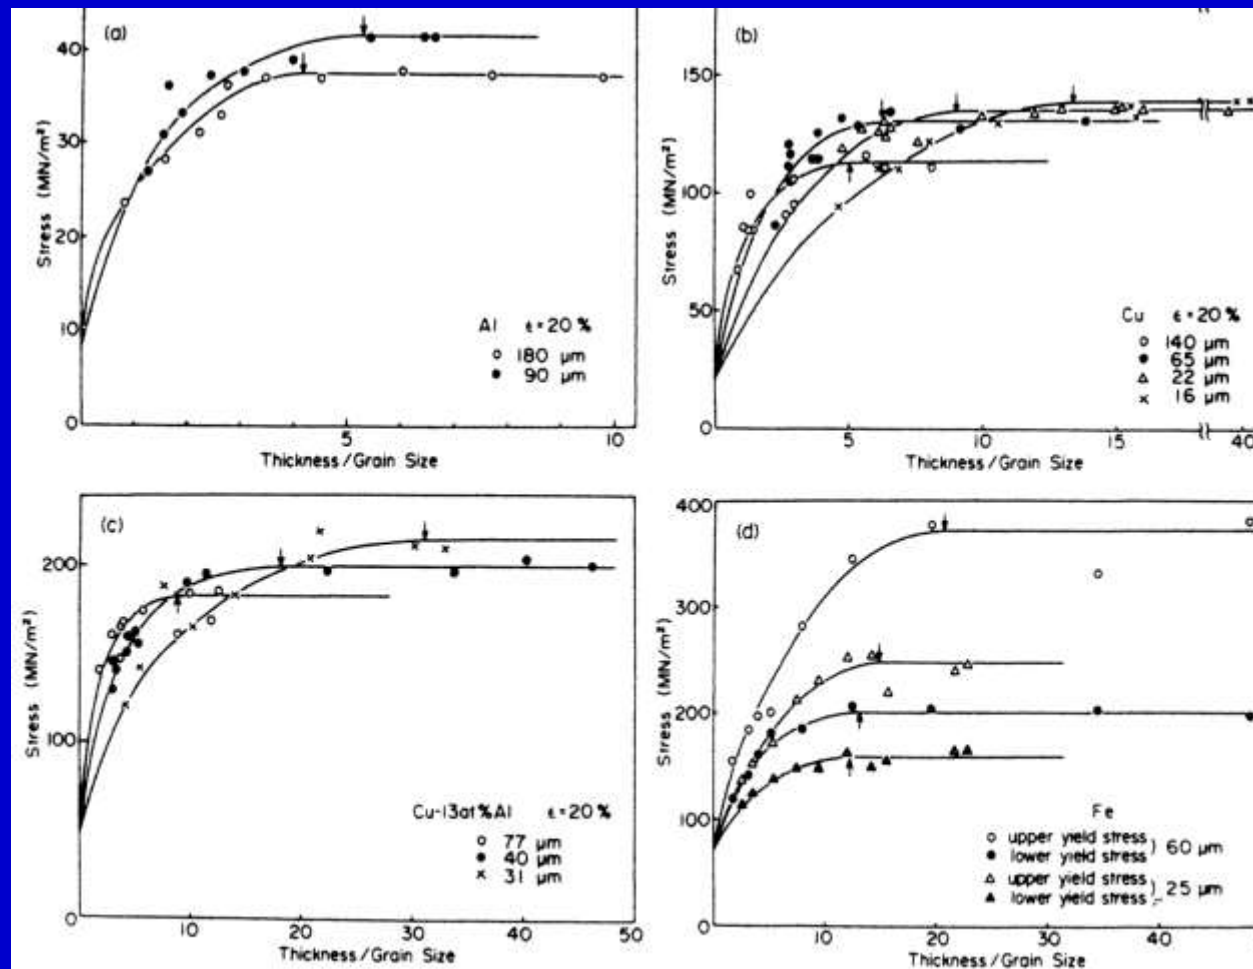 (a)
40
30
20
10
0
Stress (MN/m²)
5
10
Thickness/Grain Size
Al ε=20%
○ 180 μm
● 90 μm
(b)
150
100
50
0
Stress (MN/m²)
5
10
15
40
Thickness/Grain Size
Cu ε=20%
○ 140 μm
● 65 μm
△ 22 μm
× 16 μm
(c)
200
100
0
Stress (MN/m²)
10
20
30
40
50
Thickness/Grain Size
Cu-13at%Al ε=20%
○ 77 μm
● 40 μm
× 31 μm
(d)
400
300
200
100
0
Stress (MN/m²)
10
20
30
40
Thickness/Grain Size
Fe
○ upper yield stress
● lower yield stress ) 60 μm
△ upper yield stress
▲ lower yield stress ) 25 μm